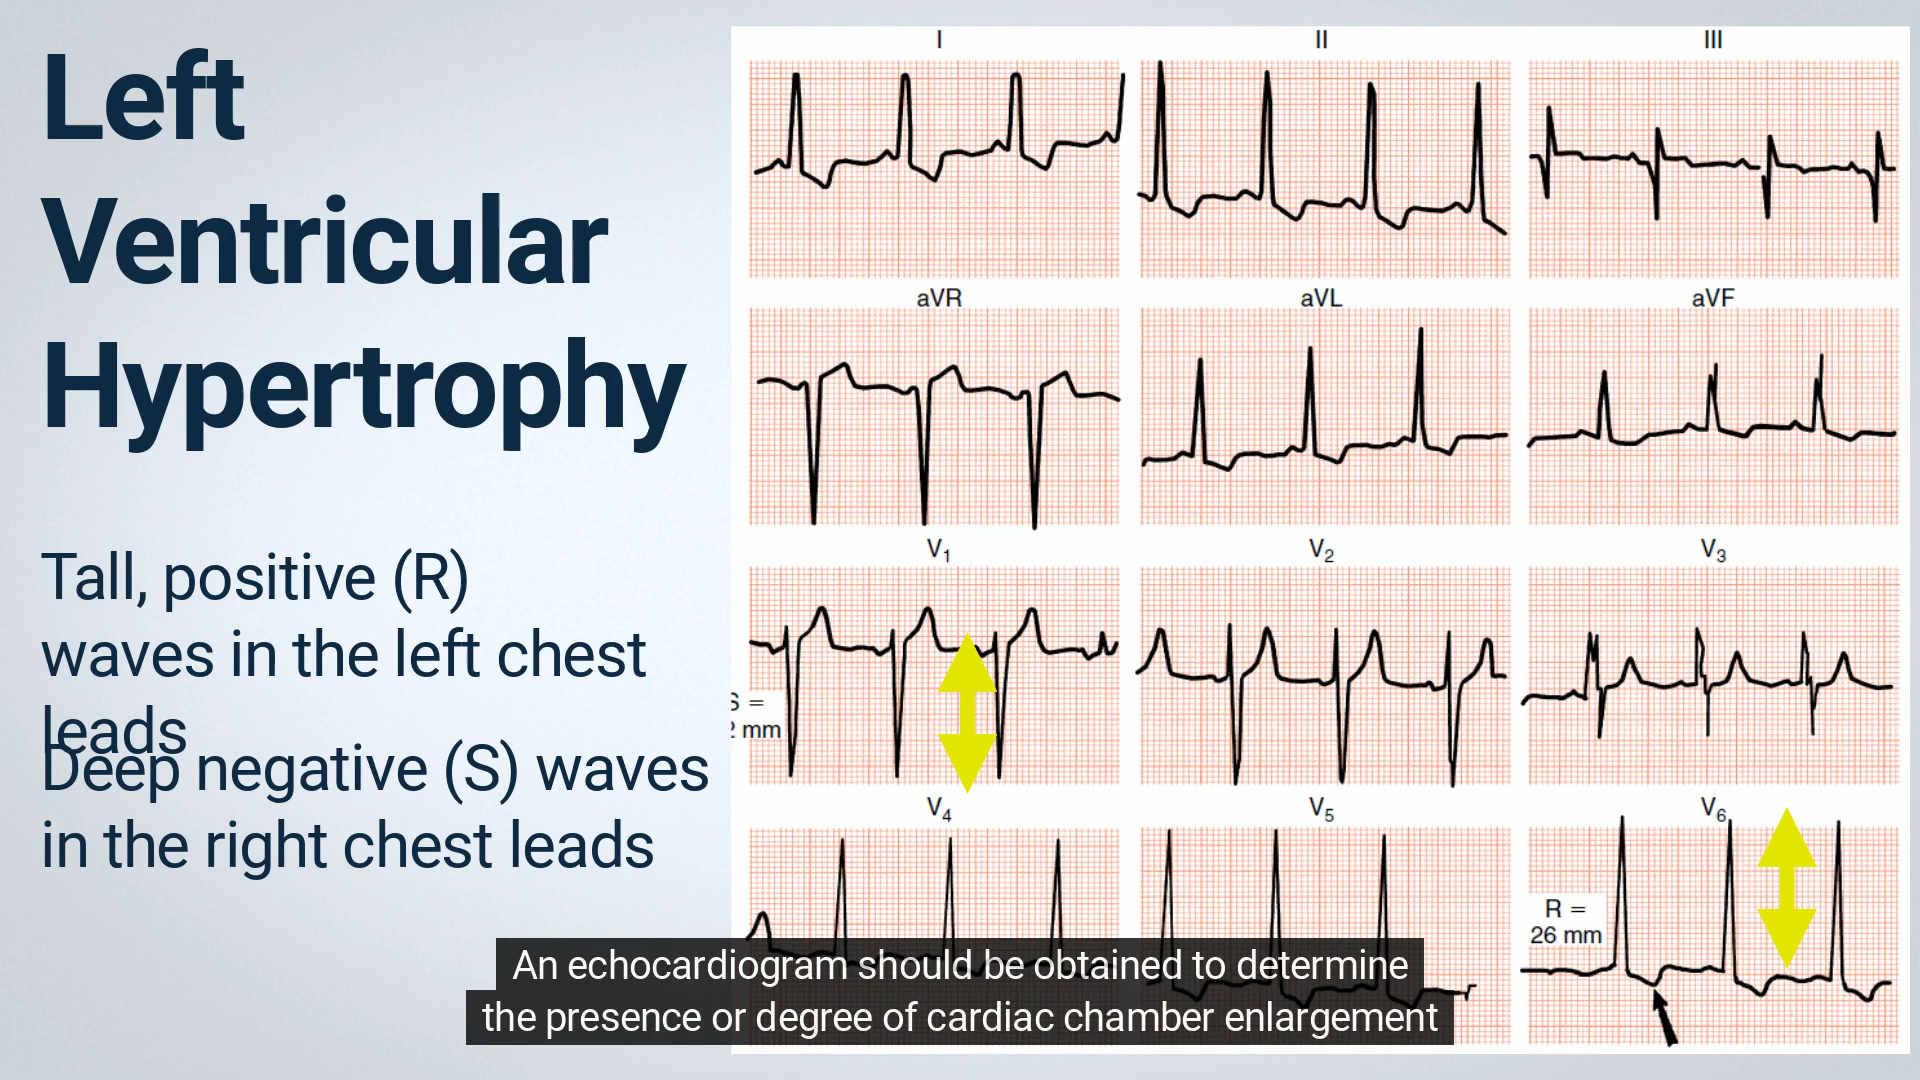 Left
Ventricular
Hypertrophy
Tall, positive (R)
waves in the left chest
leads
Deep negative (S) waves
in the right chest leads
I
II
III
aVR
aVL
aVF
V1
V2
V3
S =
2 mm
V4
V5
V6
R =
26 mm
An echocardiogram should be obtained to determine
the presence or degree of cardiac chamber enlargement